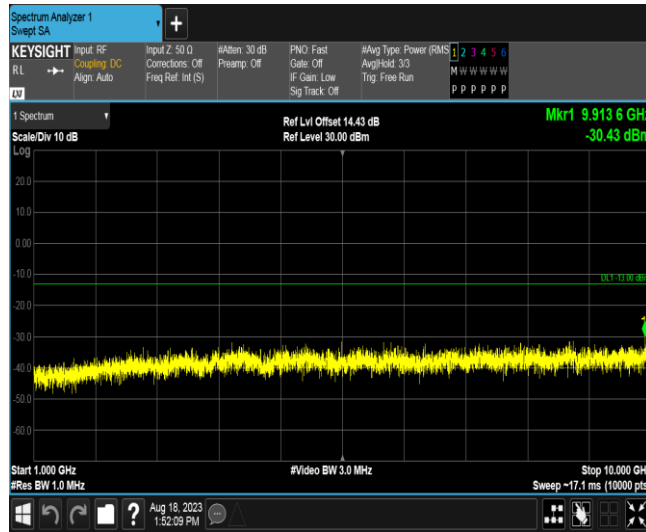 Spectrum Analyzer 1
Swept SA
KEYSIGHT
RL
LXI
Input: RF
Coupling: DC
Align: Auto
Input Z: 50 Ω
Corrections: Off
Freq Ref: Int (S)
#Atten: 30 dB
Preamp: Off
PNO: Fast
Gate: Off
IF Gain: Low
Sig Track: Off
#Avg Type: Power (RMS
Avg|Hold: 3/3
Trig: Free Run
1 2 3 4 5 6
M W W W W W
P P P P P P
1 Spectrum
Scale/Div 10 dB
Log
Ref Lvl Offset 14.43 dB
Ref Level 30.00 dBm
Mkr1 9.913 6 GHz
-30.43 dBm
20.0
10.0
0.00
-10.0
DL1 -13.00 dBm
-20.0
-30.0
-40.0
-50.0
-60.0
Start 1.000 GHz
#Res BW 1.0 MHz
#Video BW 3.0 MHz
Stop 10.000 GHz
Sweep ~17.1 ms (10000 pts
?
Aug 18, 2023
1:52:09 PM